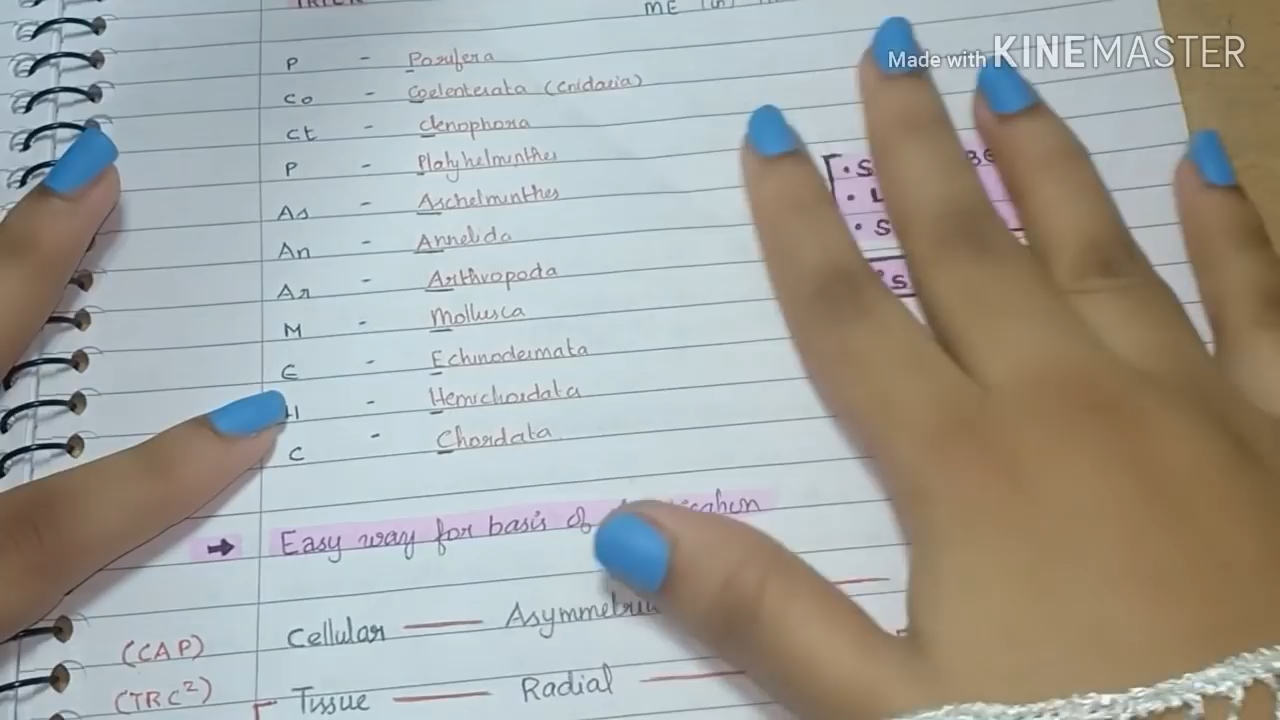 Made with KINEMASTER
P - Porifera
Co - Coelenterata (Cnidaria)
Ct - Ctenophora
P - Platyhelminthes
As - Aschelminthes
An - Annelida
Ar - Arthropoda
M - Mollusca
E - Echinodermata
H - Hemichordata
C - Chordata
→ Easy way for basis of
(CAP) Cellular — Asymmetric
(TRC²) Tissue — Radial